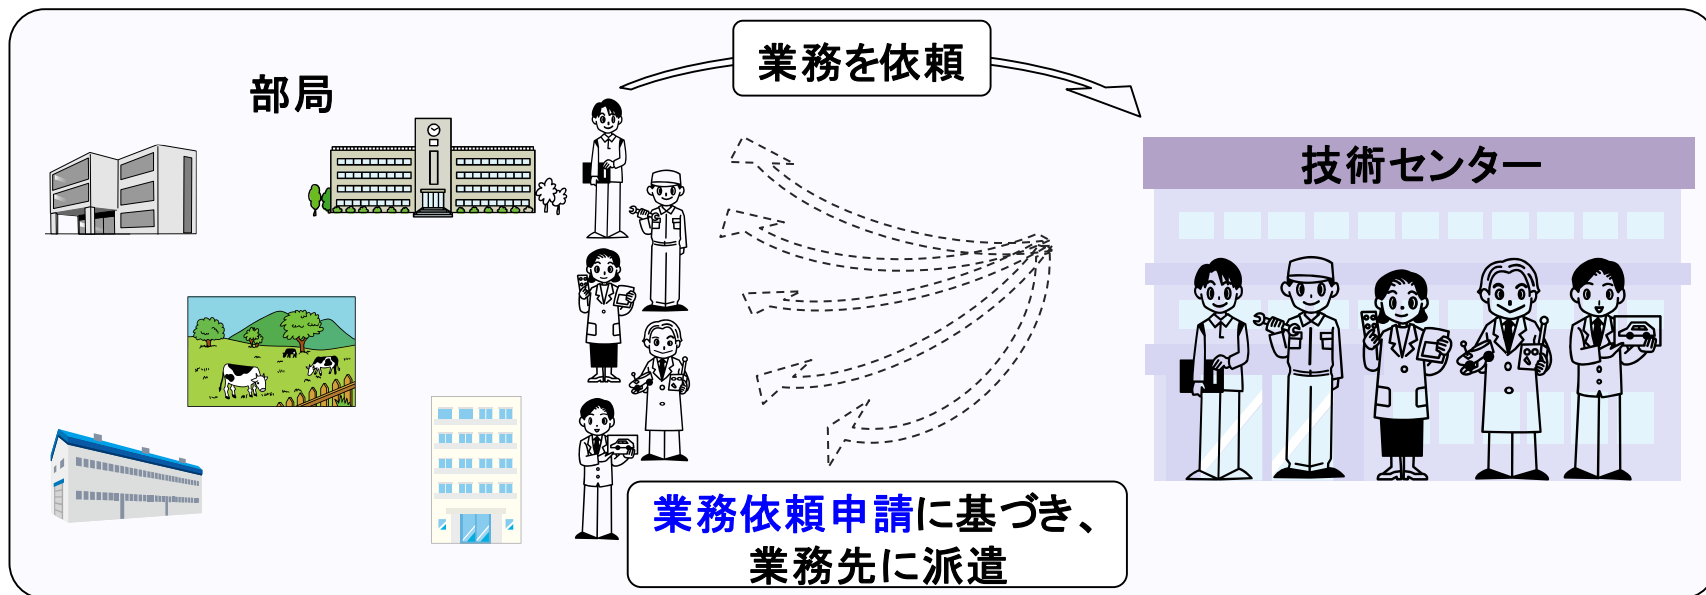 業務を依頼
部局
技術センター
業務依頼申請に基づき、
業務先に派遣